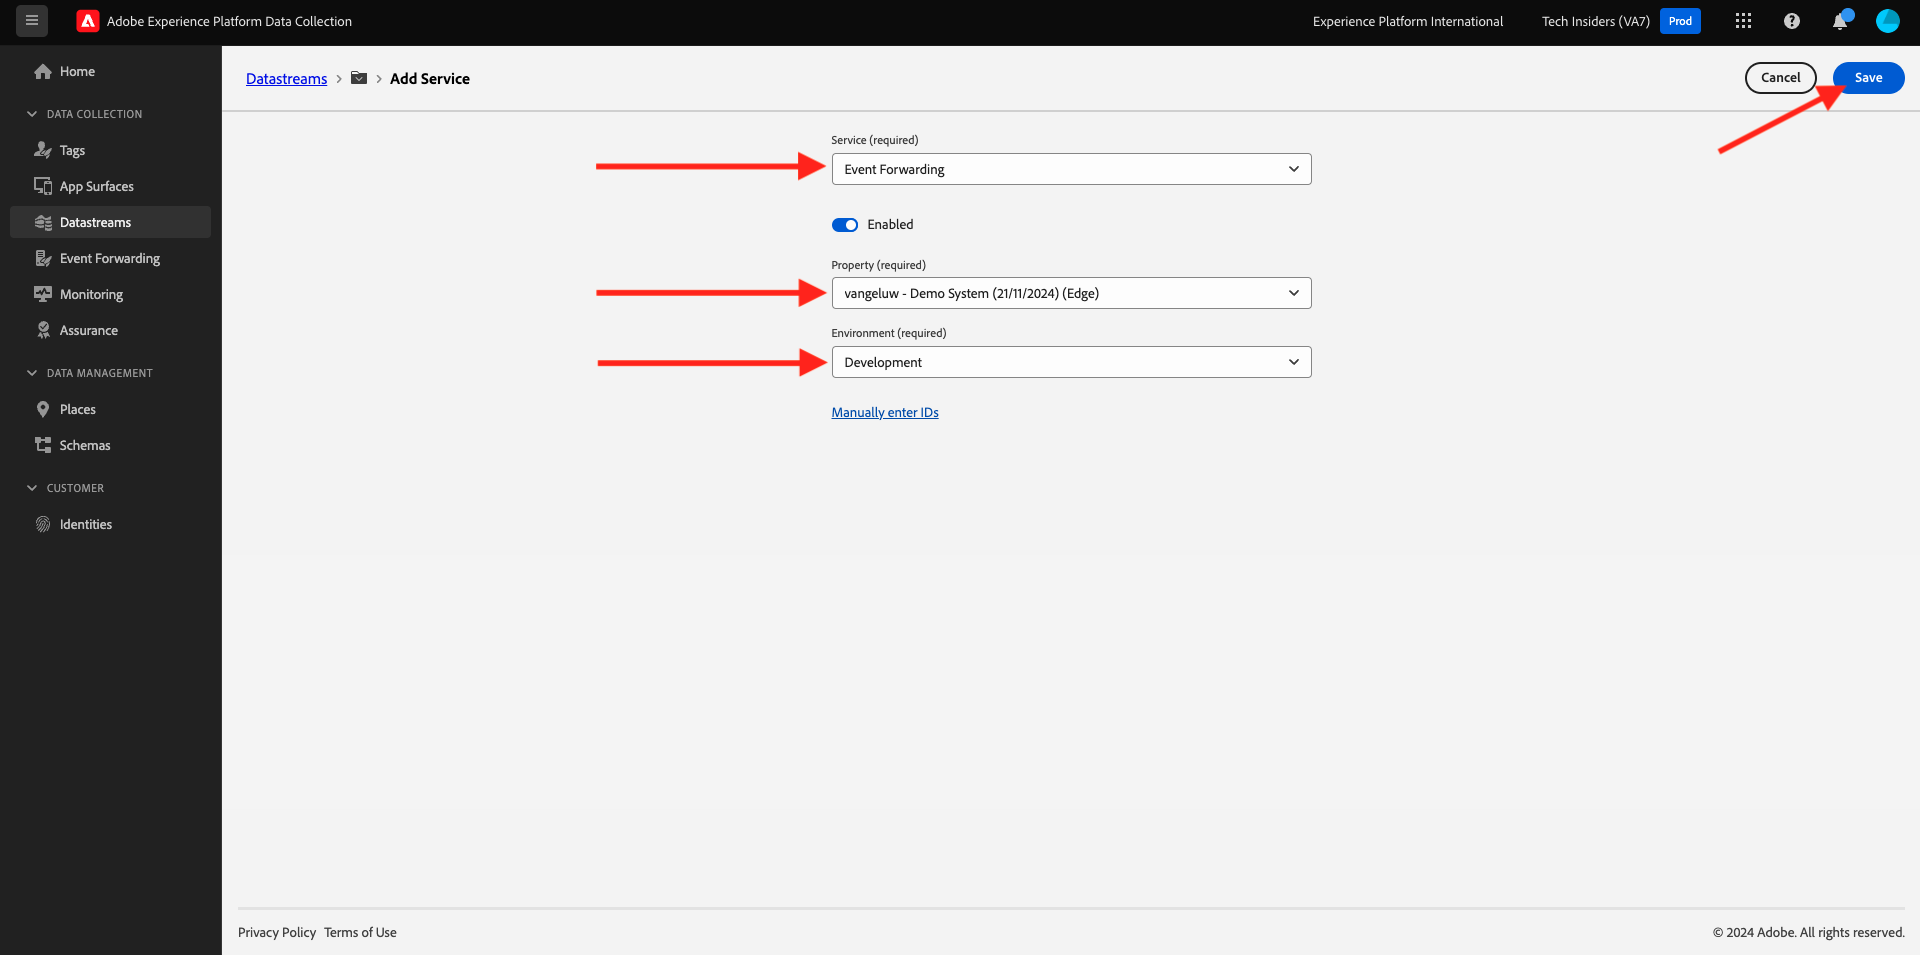 Adobe Experience Platform Data Collection
Experience Platform International
Tech Insiders (VA7)
Prod
Home
DATA COLLECTION
Tags
App Surfaces
Datastreams
Event Forwarding
Monitoring
Assurance
DATA MANAGEMENT
Places
Schemas
CUSTOMER
Identities
Datastreams
Add Service
Cancel
Save
Service (required)
Event Forwarding
Enabled
Property (required)
vangeluw - Demo System (21/11/2024) (Edge)
Environment (required)
Development
Manually enter IDs
Privacy Policy Terms of Use
© 2024 Adobe. All rights reserved.